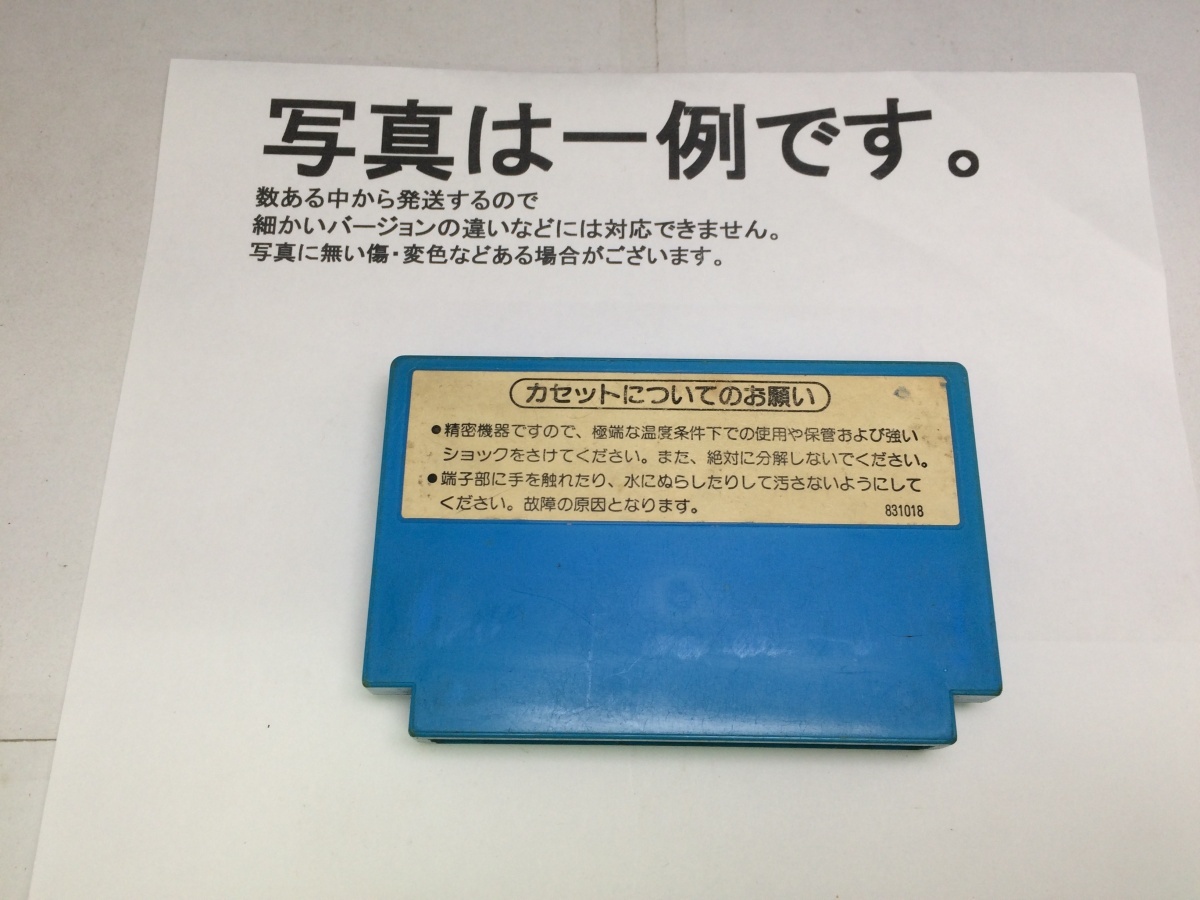 写真は一例です。
数ある中から発送するので
細かいバージョンの違いなどには対応できません。
写真に無い傷・変色などある場合がございます。
カセットについてのお願い
●精密機器ですので、極端な温度条件下での使用や保管および強い
ショックをさけてください。また、絶対に分解しないでください。
●端子部に手を触れたり、水にぬらしたりして汚さないようにして
ください。故障の原因となります。
831018